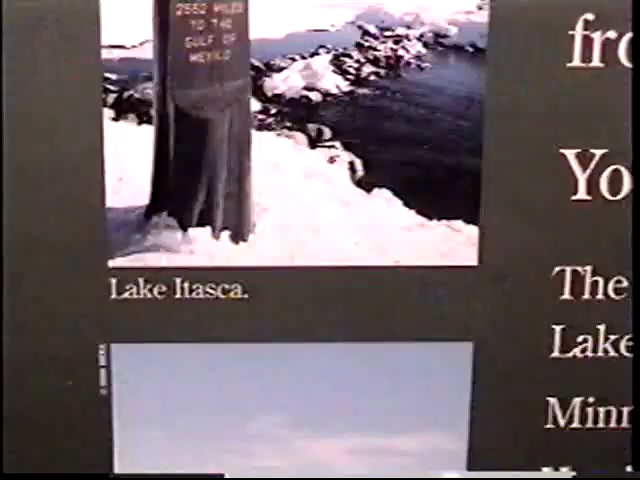 2552 MILES
TO THE
GULF OF
MEXICO
Lake Itasca.
fro
Yo
The
Lake
Minn